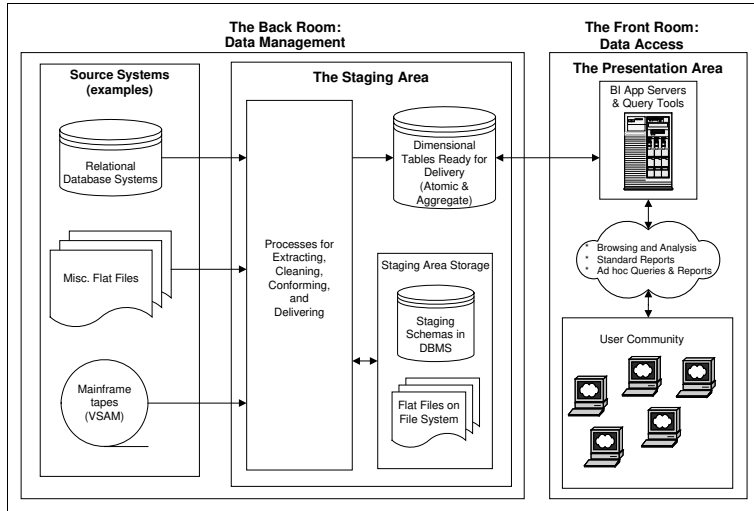 The Back Room:
Data Management
The Front Room:
Data Access
Source Systems
(examples)
Relational
Database Systems
Misc. Flat Files
Mainframe
tapes
(VSAM)
The Staging Area
Processes for
Extracting,
Cleaning,
Conforming,
and
Delivering
Dimensional
Tables Ready for
Delivery
(Atomic &
Aggregate)
Staging Area Storage
Staging
Schemas in
DBMS
Flat Files on
File System
The Presentation Area
BI App Servers
& Query Tools
* Browsing and Analysis
* Standard Reports
* Ad hoc Queries & Reports
User Community